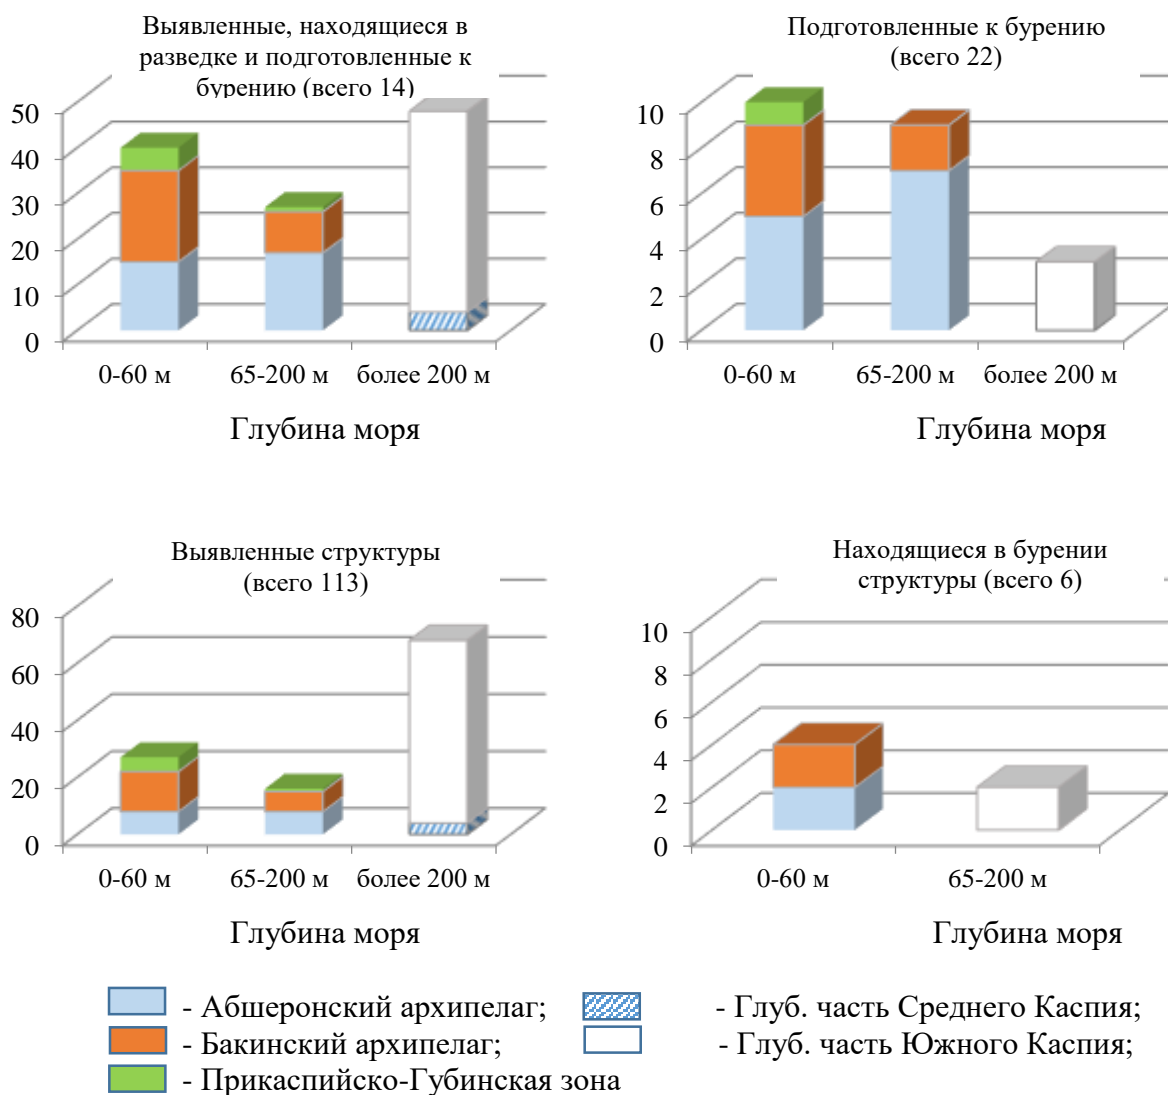 Выявленные, находящиеся в
разведке и подготовленные к
бурению (всего 14)
50
40
30
20
10
0
0-60 м
65-200 м
более 200 м
Глубина моря
Подготовленные к бурению
(всего 22)
10
8
6
4
2
0
0-60 м
65-200 м
более 200 м
Глубина моря
Выявленные структуры
(всего 113)
80
60
40
20
0
0-60 м
65-200 м
более 200 м
Глубина моря
Находящиеся в бурении
структуры (всего 6)
10
8
6
4
2
0
0-60 м
65-200 м
Глубина моря
- Абшеронский архипелаг;
- Бакинский архипелаг;
- Прикаспийско-Губинская зона
- Глуб. часть Среднего Каспия;
- Глуб. часть Южного Каспия;